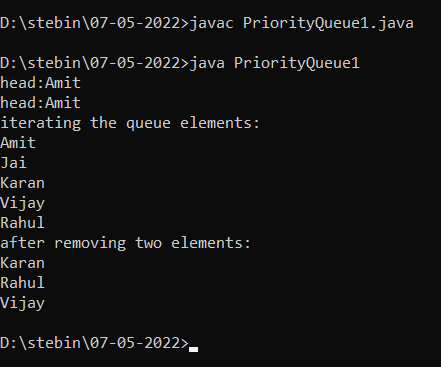 D:\stebin\07-05-2022>javac PriorityQueue1.java
D:\stebin\07-05-2022>java PriorityQueue1
head:Amit
head:Amit
iterating the queue elements:
Amit
Jai
Karan
Vijay
Rahul
after removing two elements:
Karan
Rahul
Vijay
D:\stebin\07-05-2022>